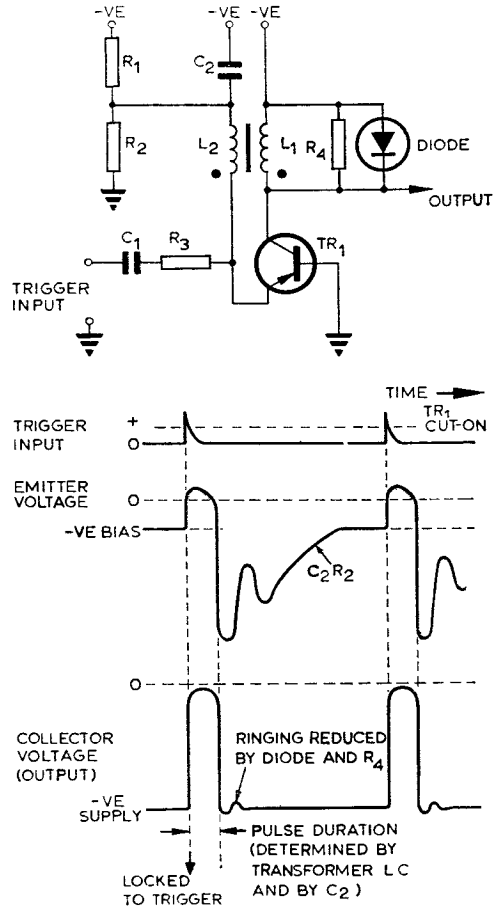 -VE -VE -VE
R1
C2
R2
L2
L1
R4
DIODE
OUTPUT
C1
R3
TR1
TRIGGER
INPUT
TIME
TRIGGER
INPUT
+
0
TR1
CUT-ON
EMITTER
VOLTAGE
0
-VE BIAS
C2R2
0
COLLECTOR
VOLTAGE
(OUTPUT)
RINGING REDUCED
BY DIODE AND R4
-VE
SUPPLY
PULSE DURATION
(DETERMINED BY
TRANSFORMER LC
AND BY C2)
LOCKED
TO TRIGGER